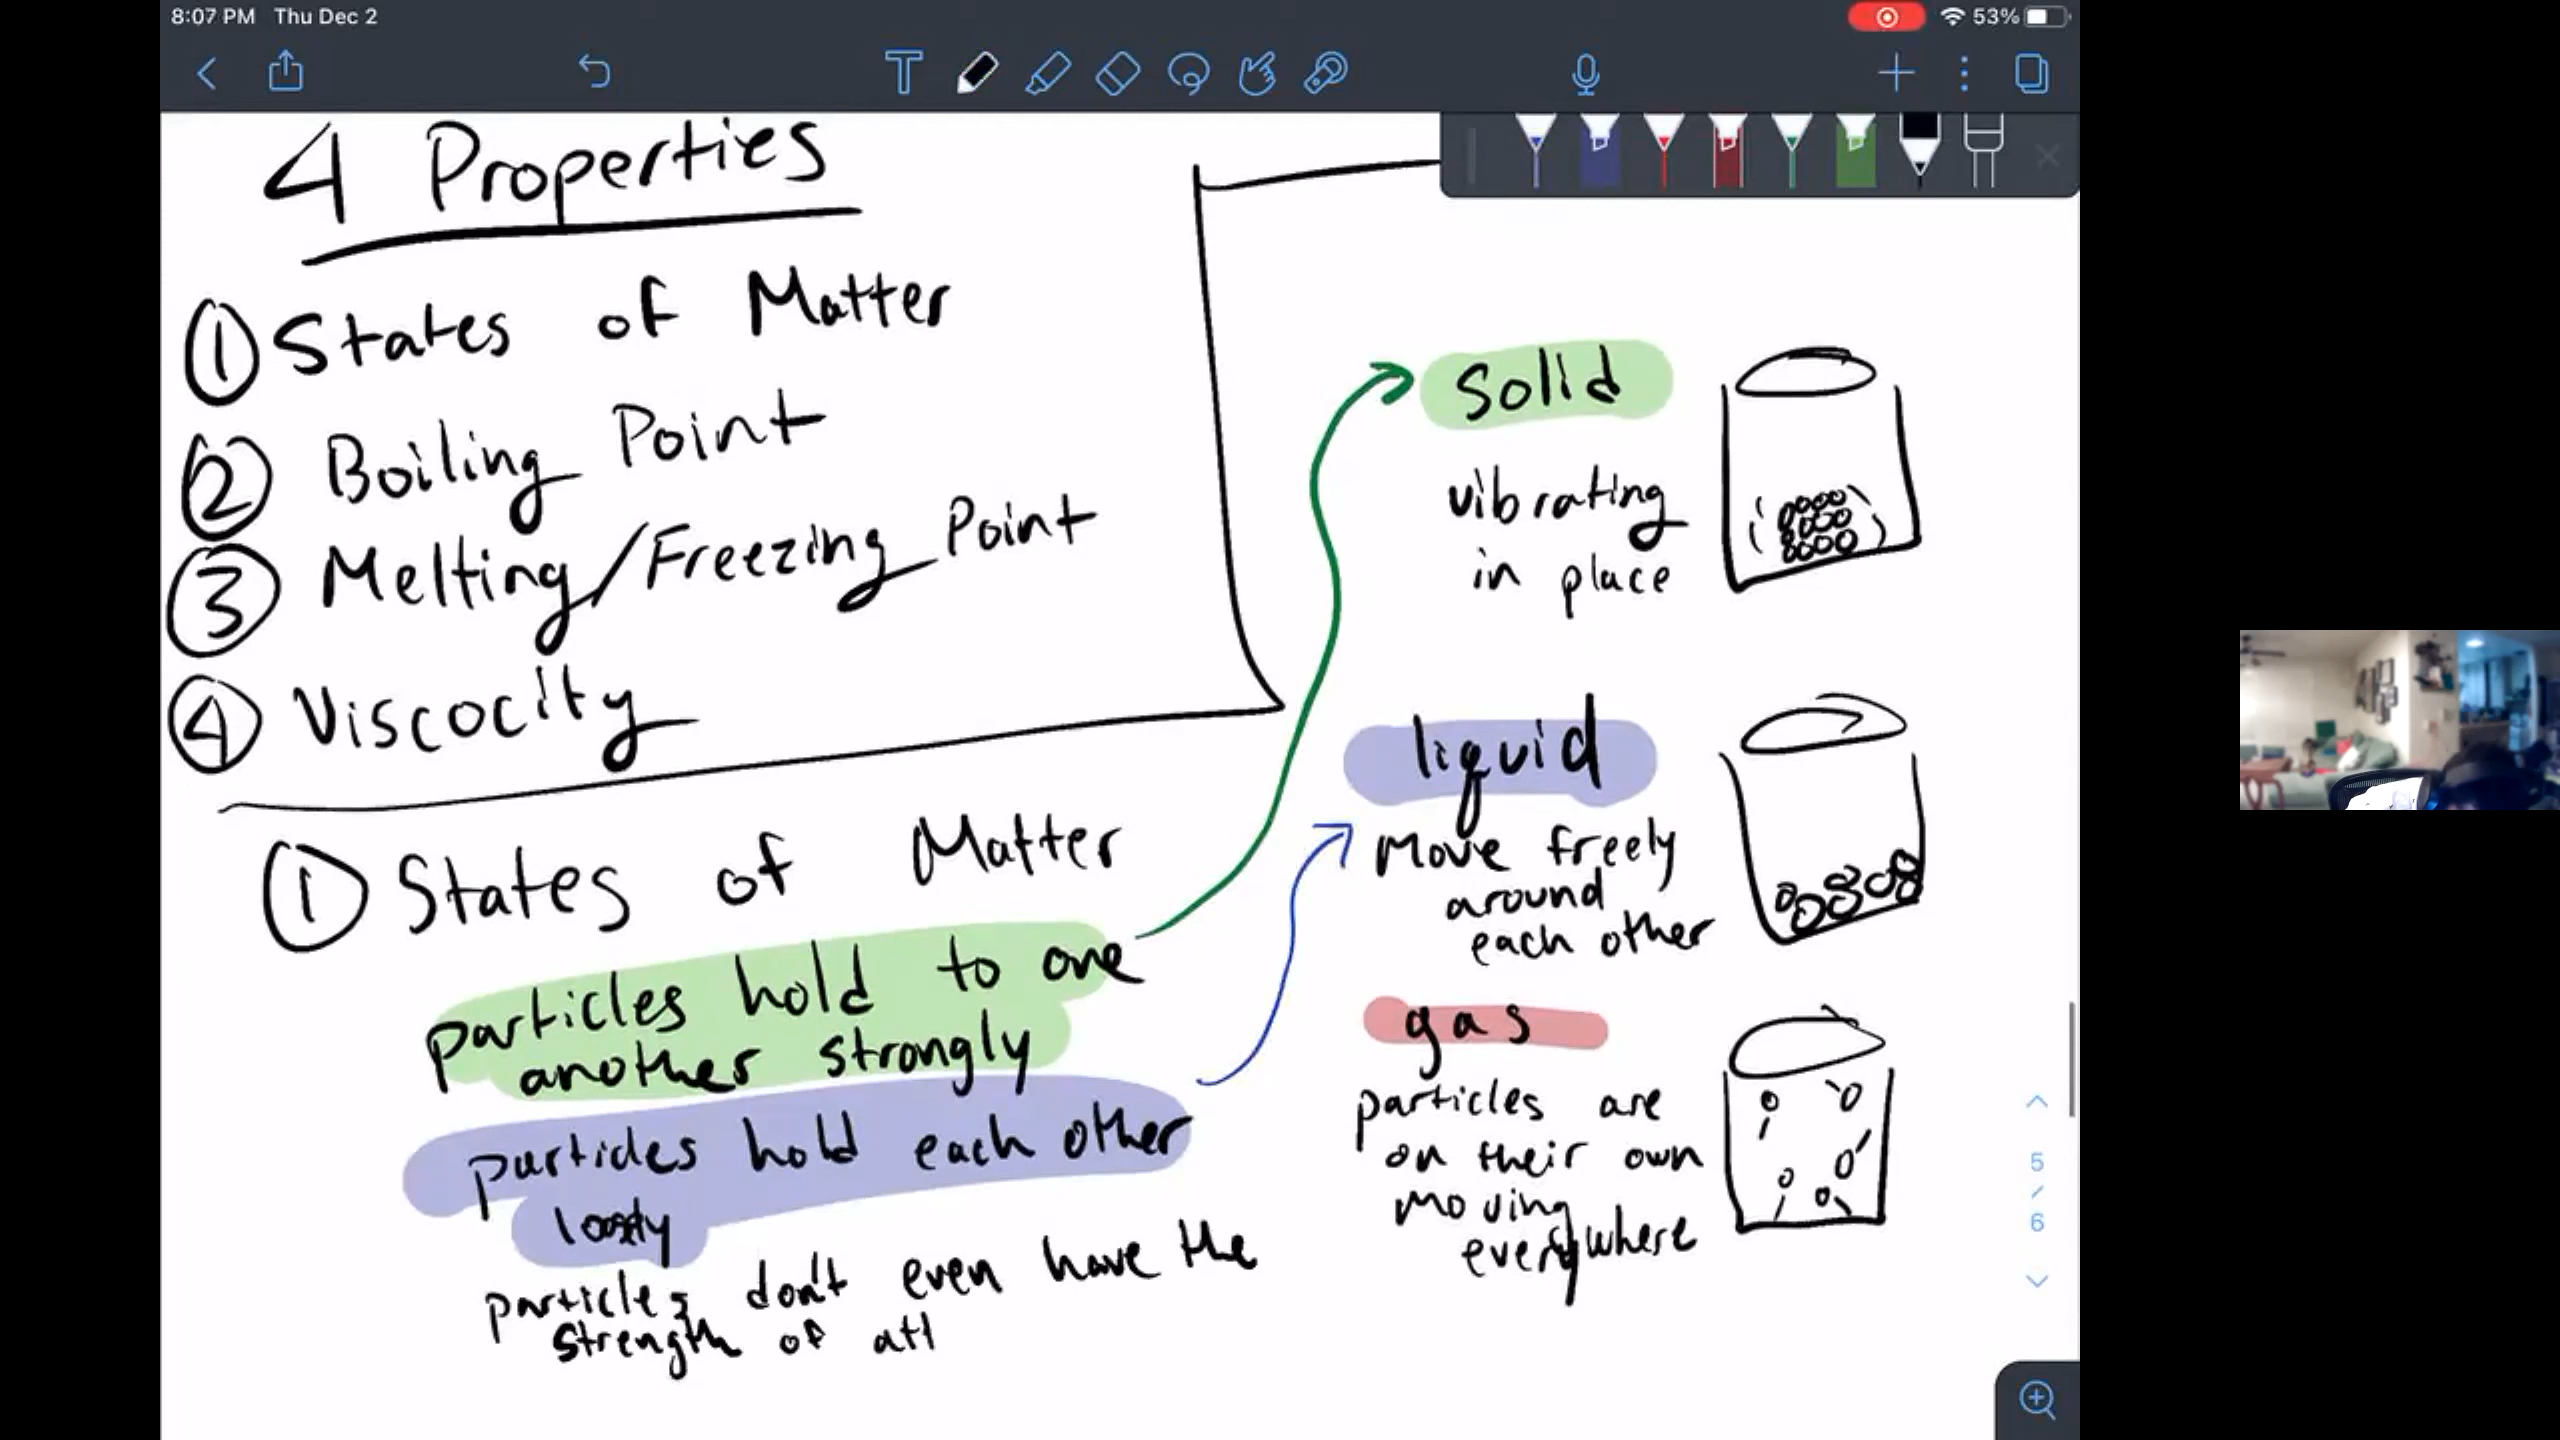 8:07 PM Thu Dec 2
53%
4 Properties
① States of Matter
② Boiling Point
③ Melting/Freezing Point
④ Viscocity
① States of Matter
particles hold to one
another strongly
particles hold each other
particles don't even have the
strength of att
solid
vibrating
in place
liquid
Move freely
around
each other
gas
particles are
on their own
moving
everywhere
5
/
6